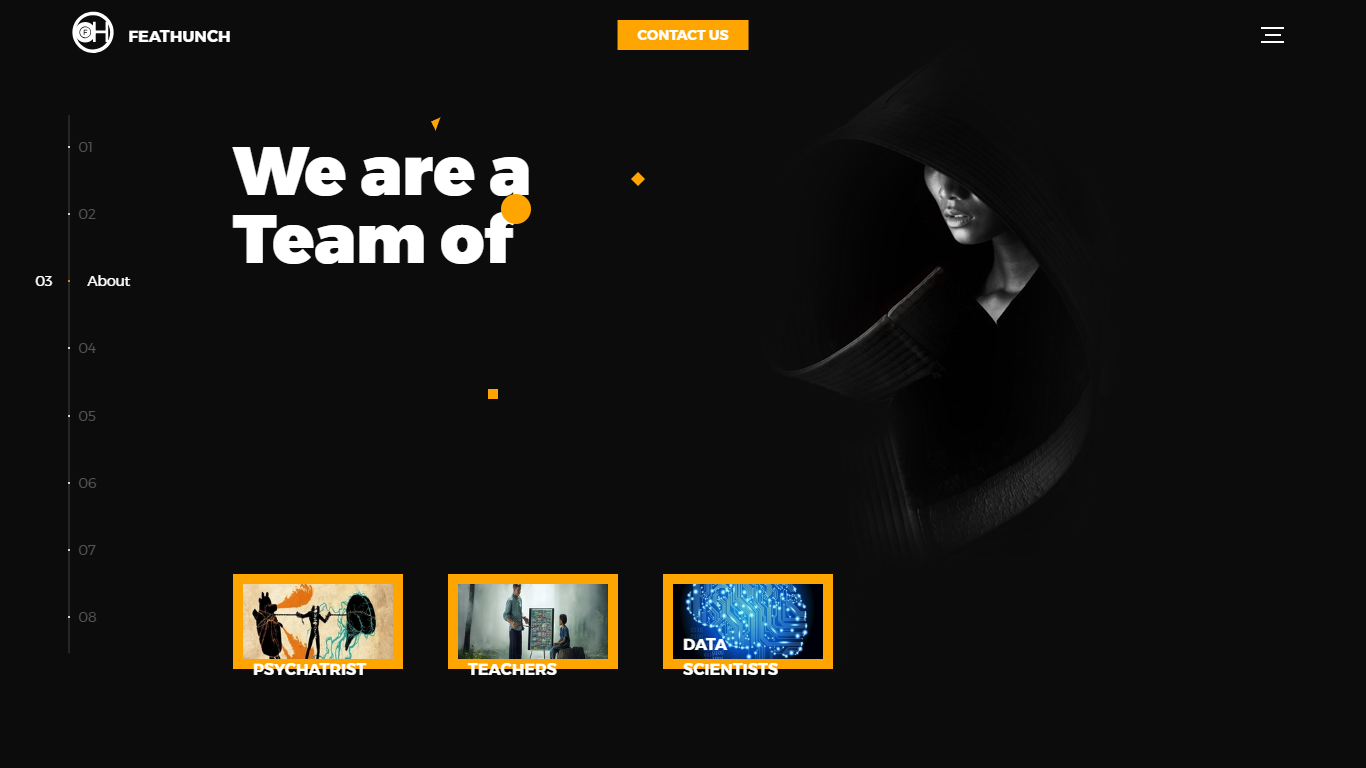 FEATHUNCH
CONTACT US
01
02
03 About
04
05
06
07
08
We are a
Team of
PSYCHATRIST
TEACHERS
DATA
SCIENTISTS